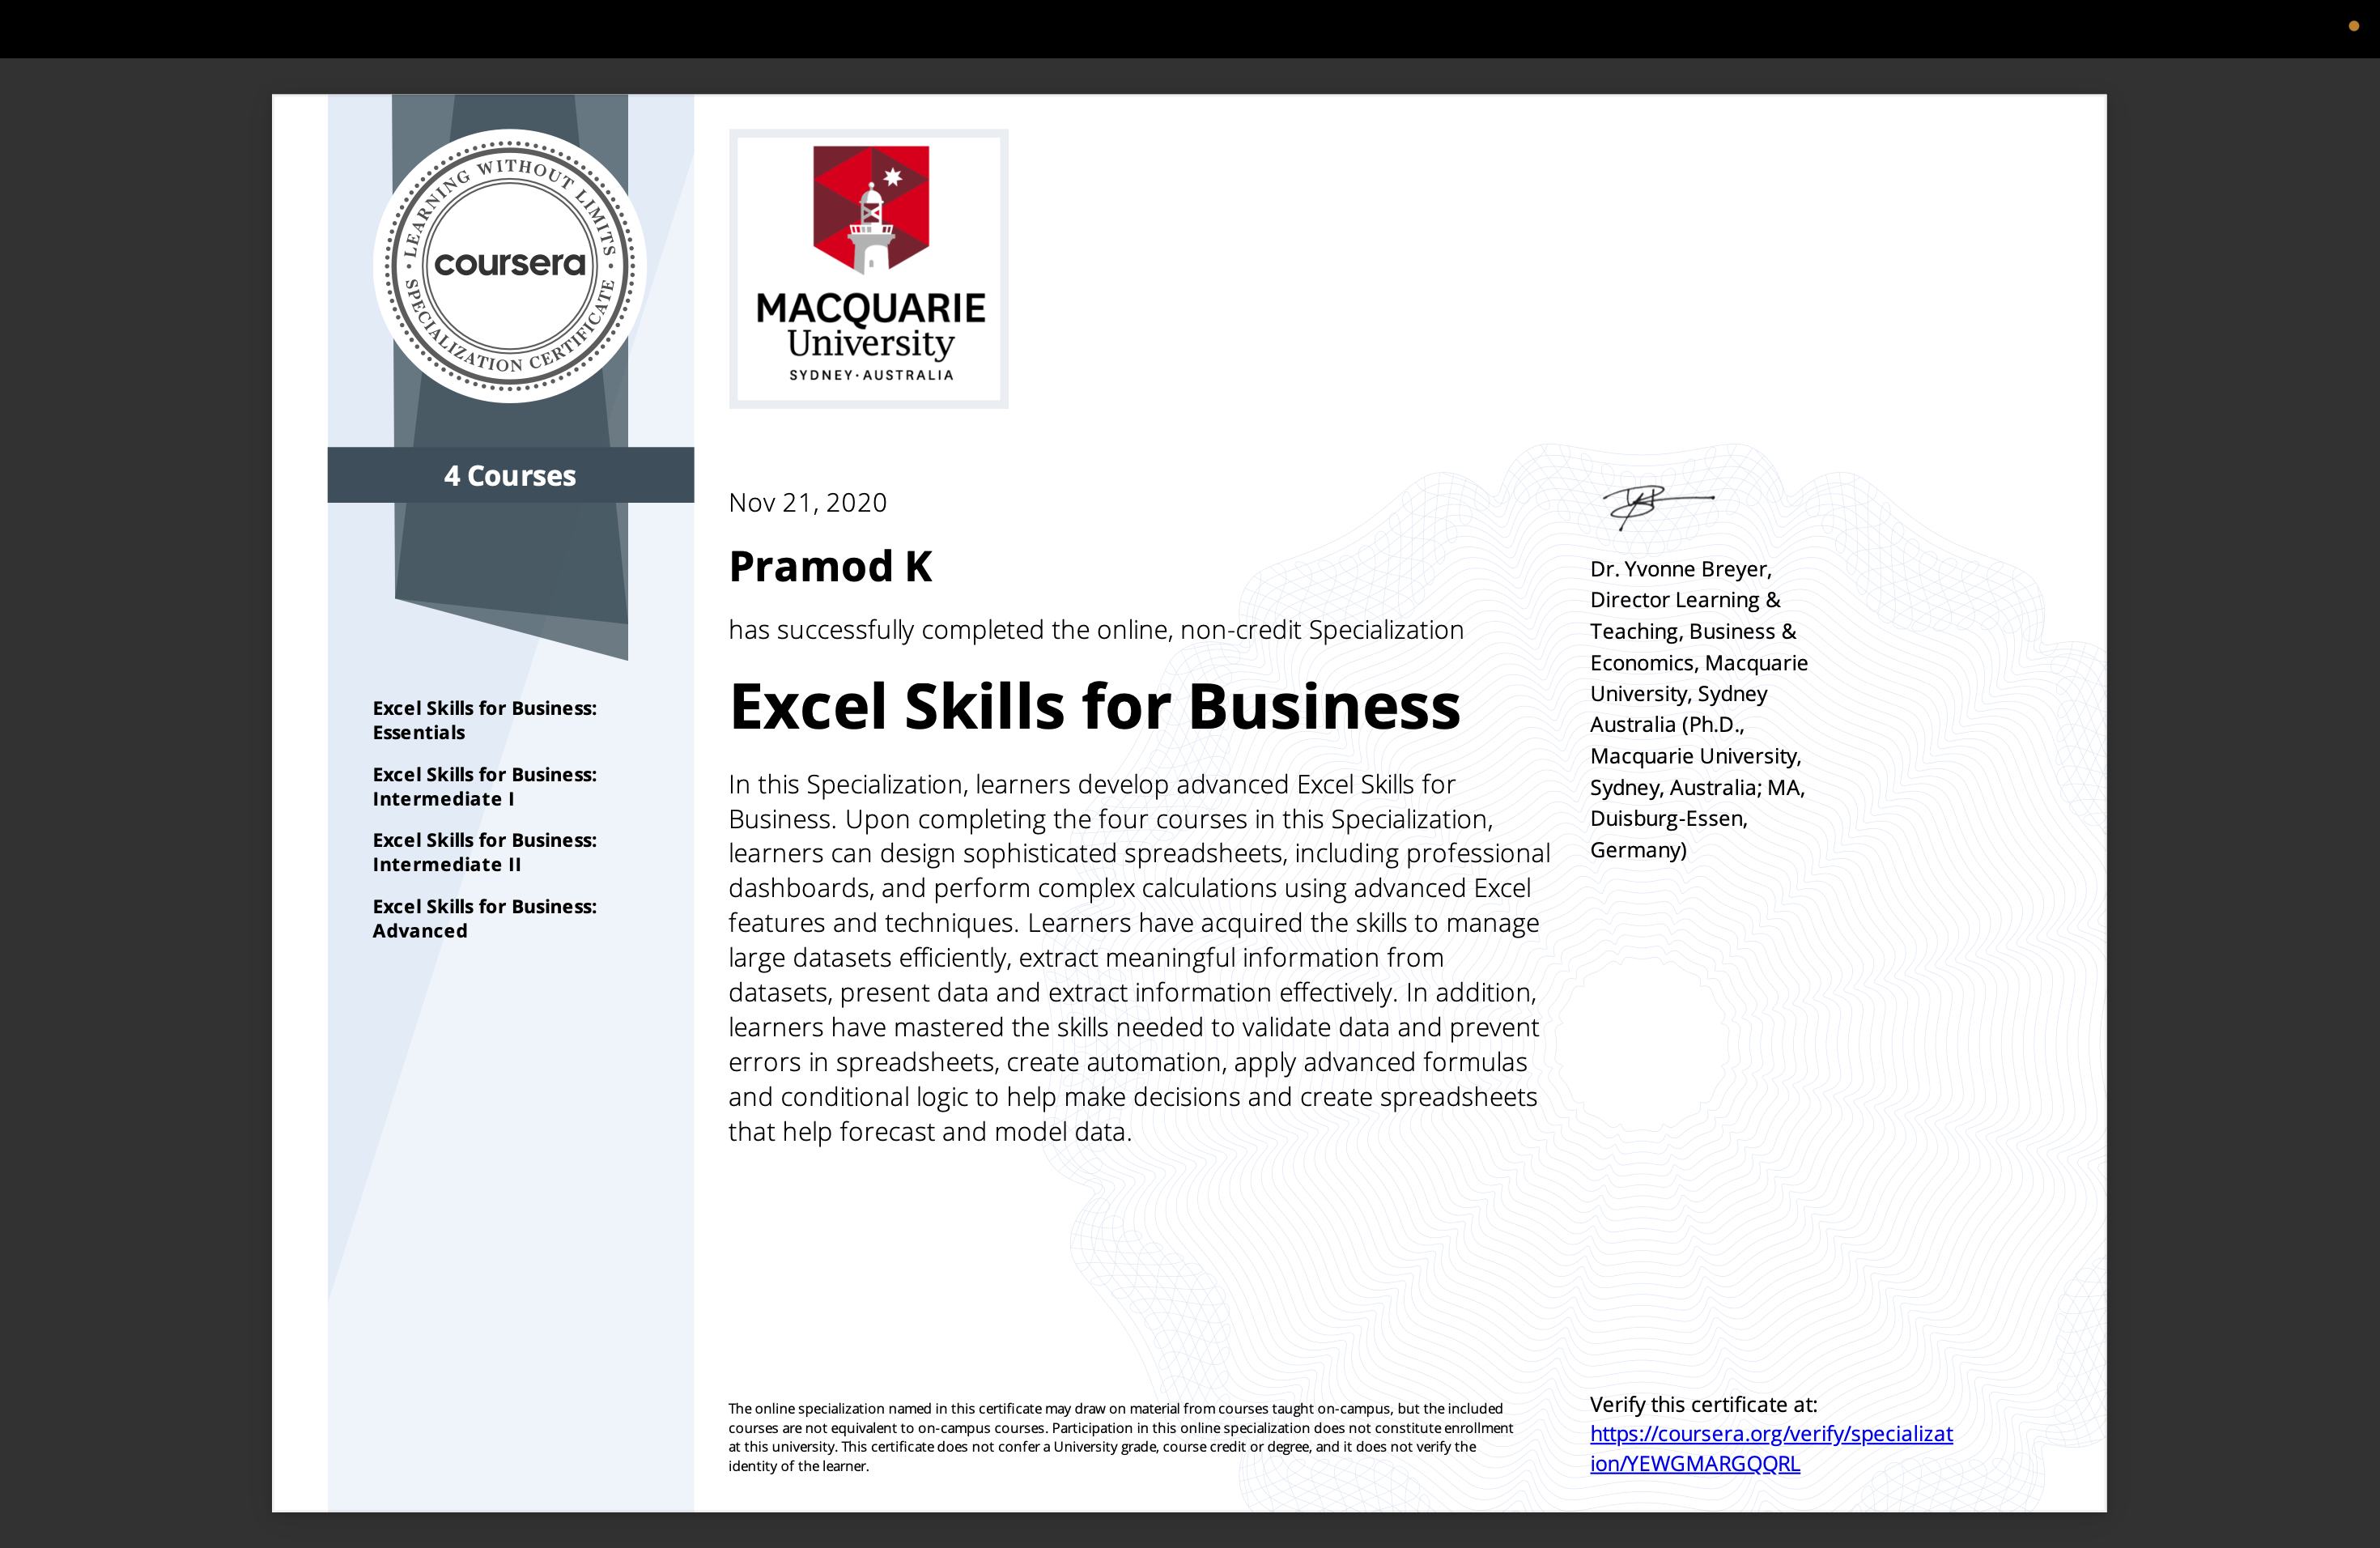 LEARNING WITHOUT LIMITS
coursera
SPECIALIZATION CERTIFICATE
4 Courses
Excel Skills for Business:
Essentials
Excel Skills for Business:
Intermediate I
Excel Skills for Business:
Intermediate II
Excel Skills for Business:
Advanced
MACQUARIE
University
SYDNEY·AUSTRALIA
Nov 21, 2020
Pramod K
has successfully completed the online, non-credit Specialization
Excel Skills for Business
In this Specialization, learners develop advanced Excel Skills for
Business. Upon completing the four courses in this Specialization,
learners can design sophisticated spreadsheets, including professional
dashboards, and perform complex calculations using advanced Excel
features and techniques. Learners have acquired the skills to manage
large datasets efficiently, extract meaningful information from
datasets, present data and extract information effectively. In addition,
learners have mastered the skills needed to validate data and prevent
errors in spreadsheets, create automation, apply advanced formulas
and conditional logic to help make decisions and create spreadsheets
that help forecast and model data.
Dr. Yvonne Breyer,
Director Learning &
Teaching, Business &
Economics, Macquarie
University, Sydney
Australia (Ph.D.,
Macquarie University,
Sydney, Australia; MA,
Duisburg-Essen,
Germany)
The online specialization named in this certificate may draw on material from courses taught on-campus, but the included
courses are not equivalent to on-campus courses. Participation in this online specialization does not constitute enrollment
at this university. This certificate does not confer a University grade, course credit or degree, and it does not verify the
identity of the learner.
Verify this certificate at:
https://coursera.org/verify/specializat
ion/YEWGMARGQQRL